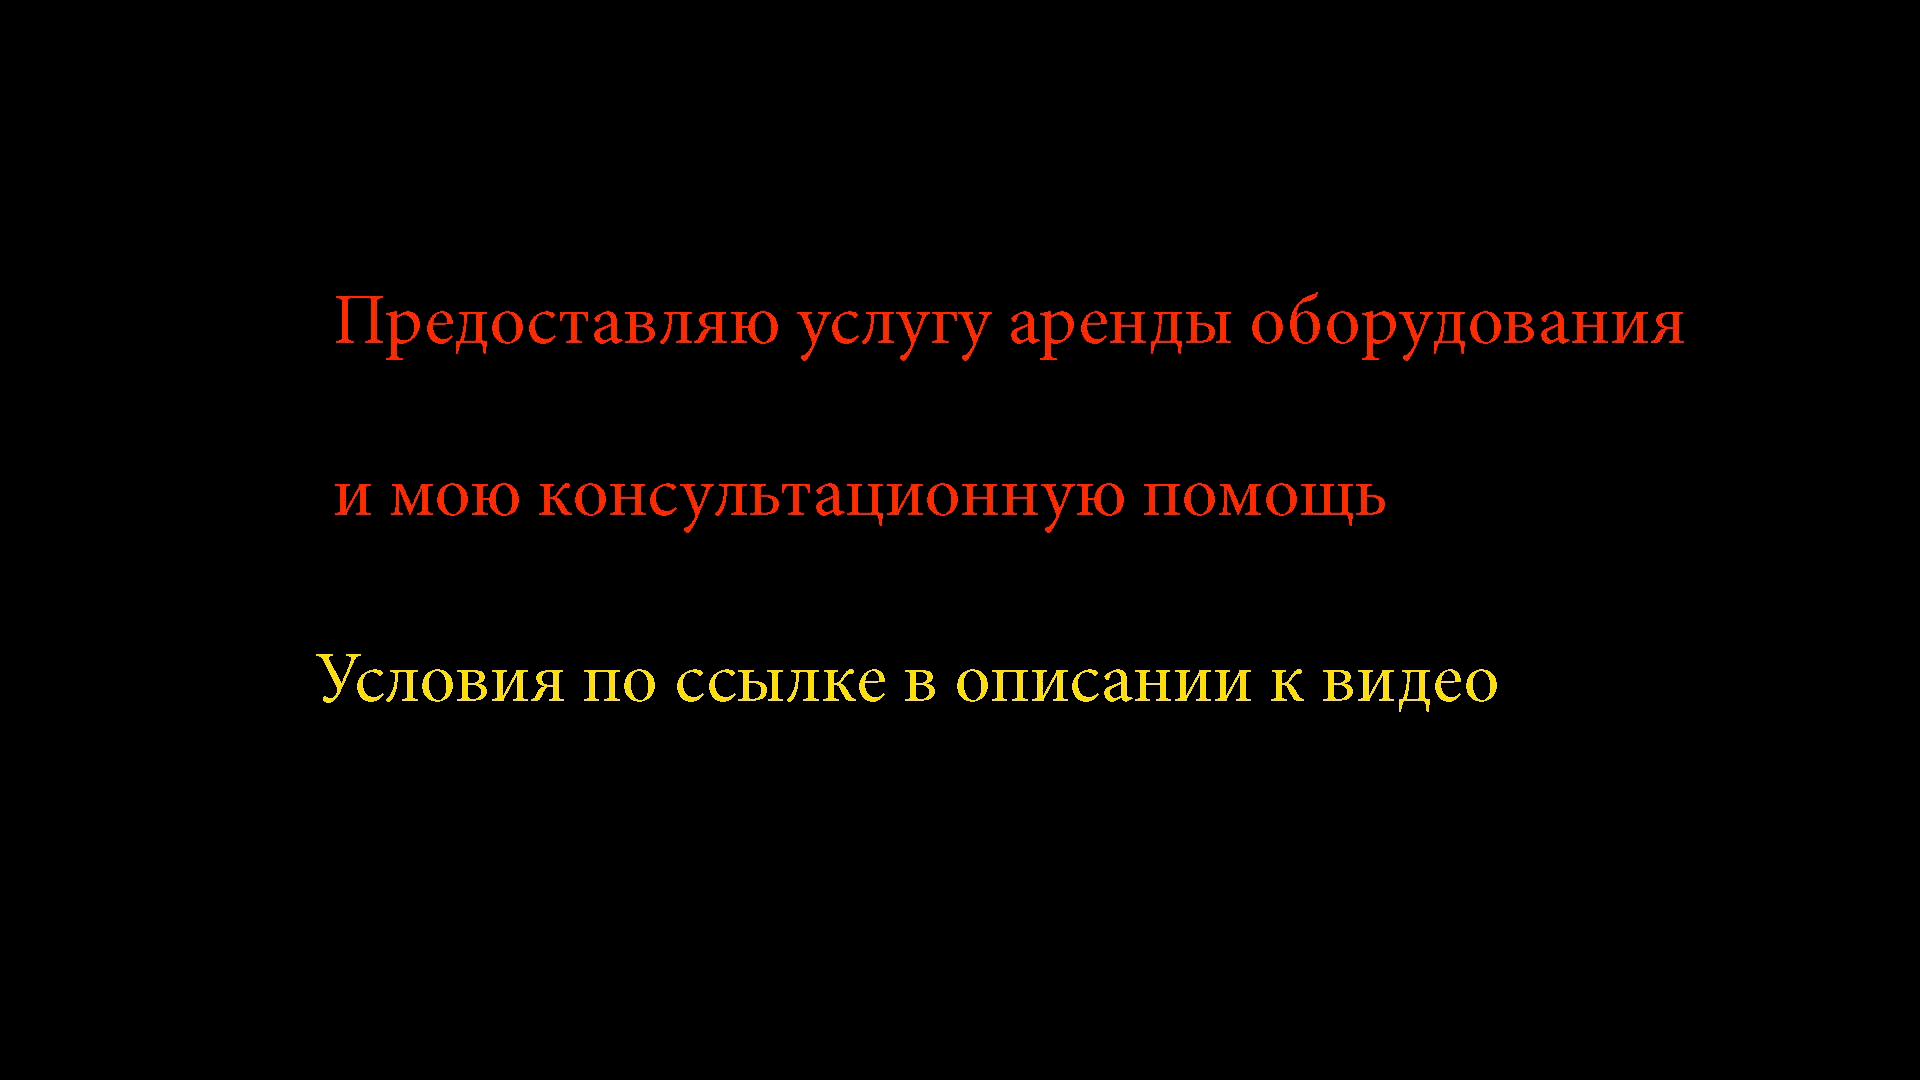 Предоставляю услугу аренды оборудования
и мою консультационную помощь
Условия по ссылке в описании к видео